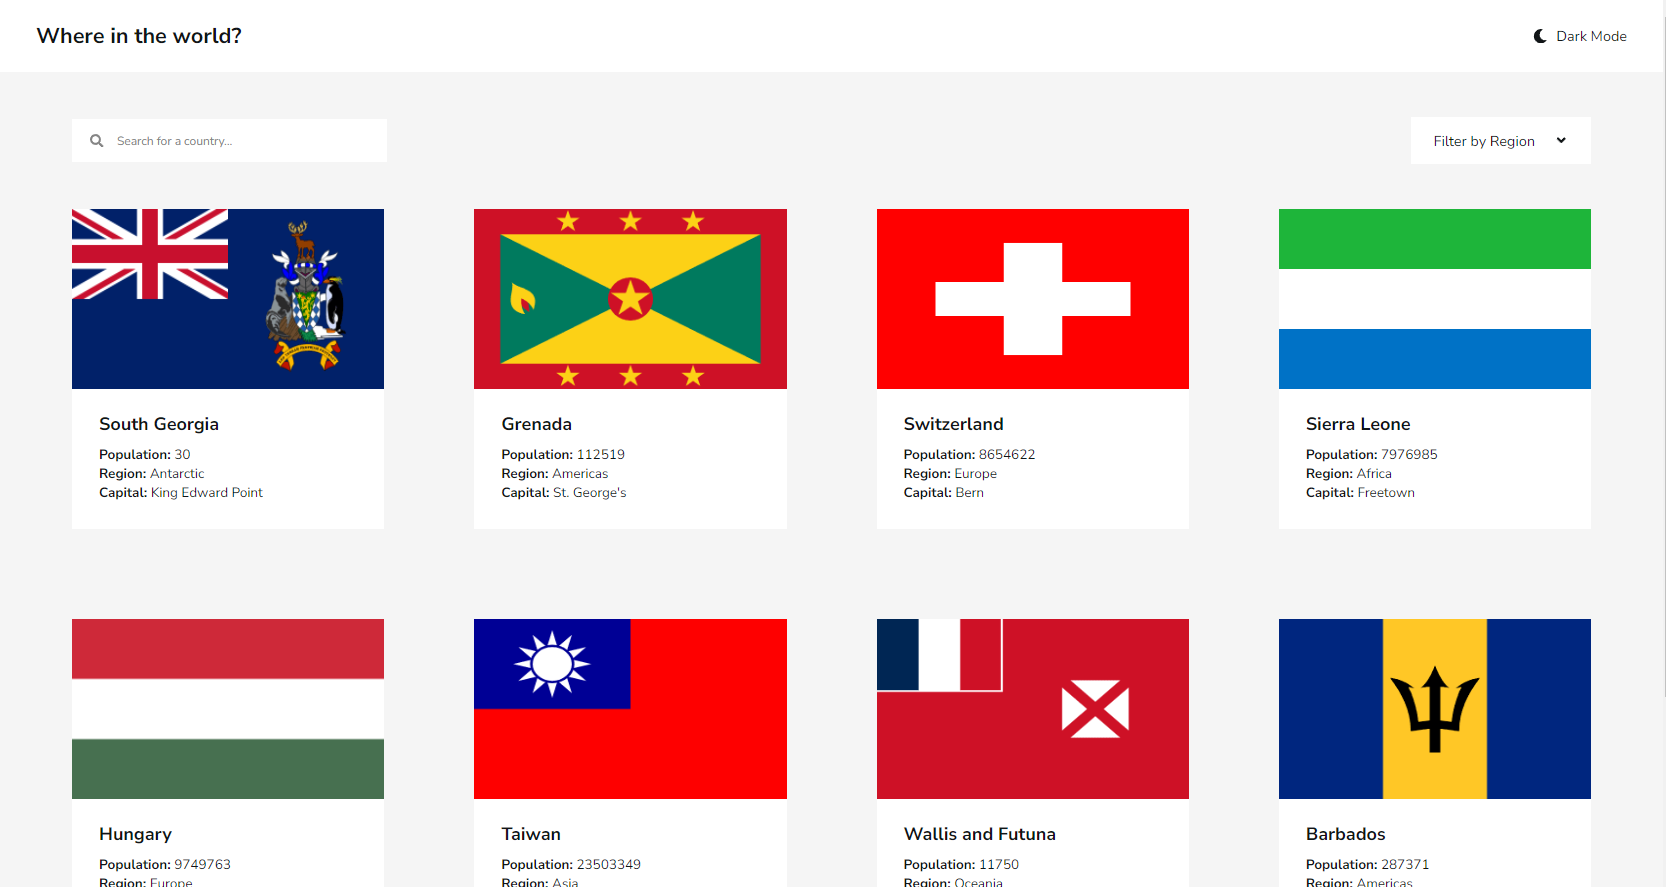 Where in the world?
Dark Mode
Search for a country...
Filter by Region
South Georgia
Population: 30
Region: Antarctic
Capital: King Edward Point
Grenada
Population: 112519
Region: Americas
Capital: St. George's
Switzerland
Population: 8654622
Region: Europe
Capital: Bern
Sierra Leone
Population: 7976985
Region: Africa
Capital: Freetown
Hungary
Population: 9749763
Region: Europe
Taiwan
Population: 23503349
Region: Asia
Wallis and Futuna
Population: 11750
Region: Oceania
Barbados
Population: 287371
Region: Americas